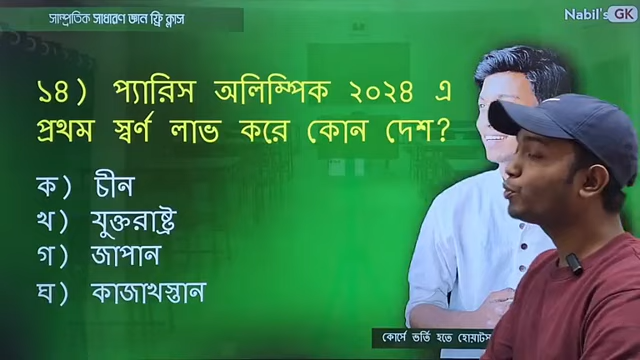 সাম্প্রতিক সাধারণ জ্ঞান ফ্রি ক্লাস
Nabil's GK
১৪) প্যারিস অলিম্পিক ২০২৪ এ
প্রথম স্বর্ণ লাভ করে কোন দেশ?
ক) চীন
খ) যুক্তরাষ্ট্র
গ) জাপান
ঘ) কাজাখস্তান
কোর্সে ভর্তি হতে